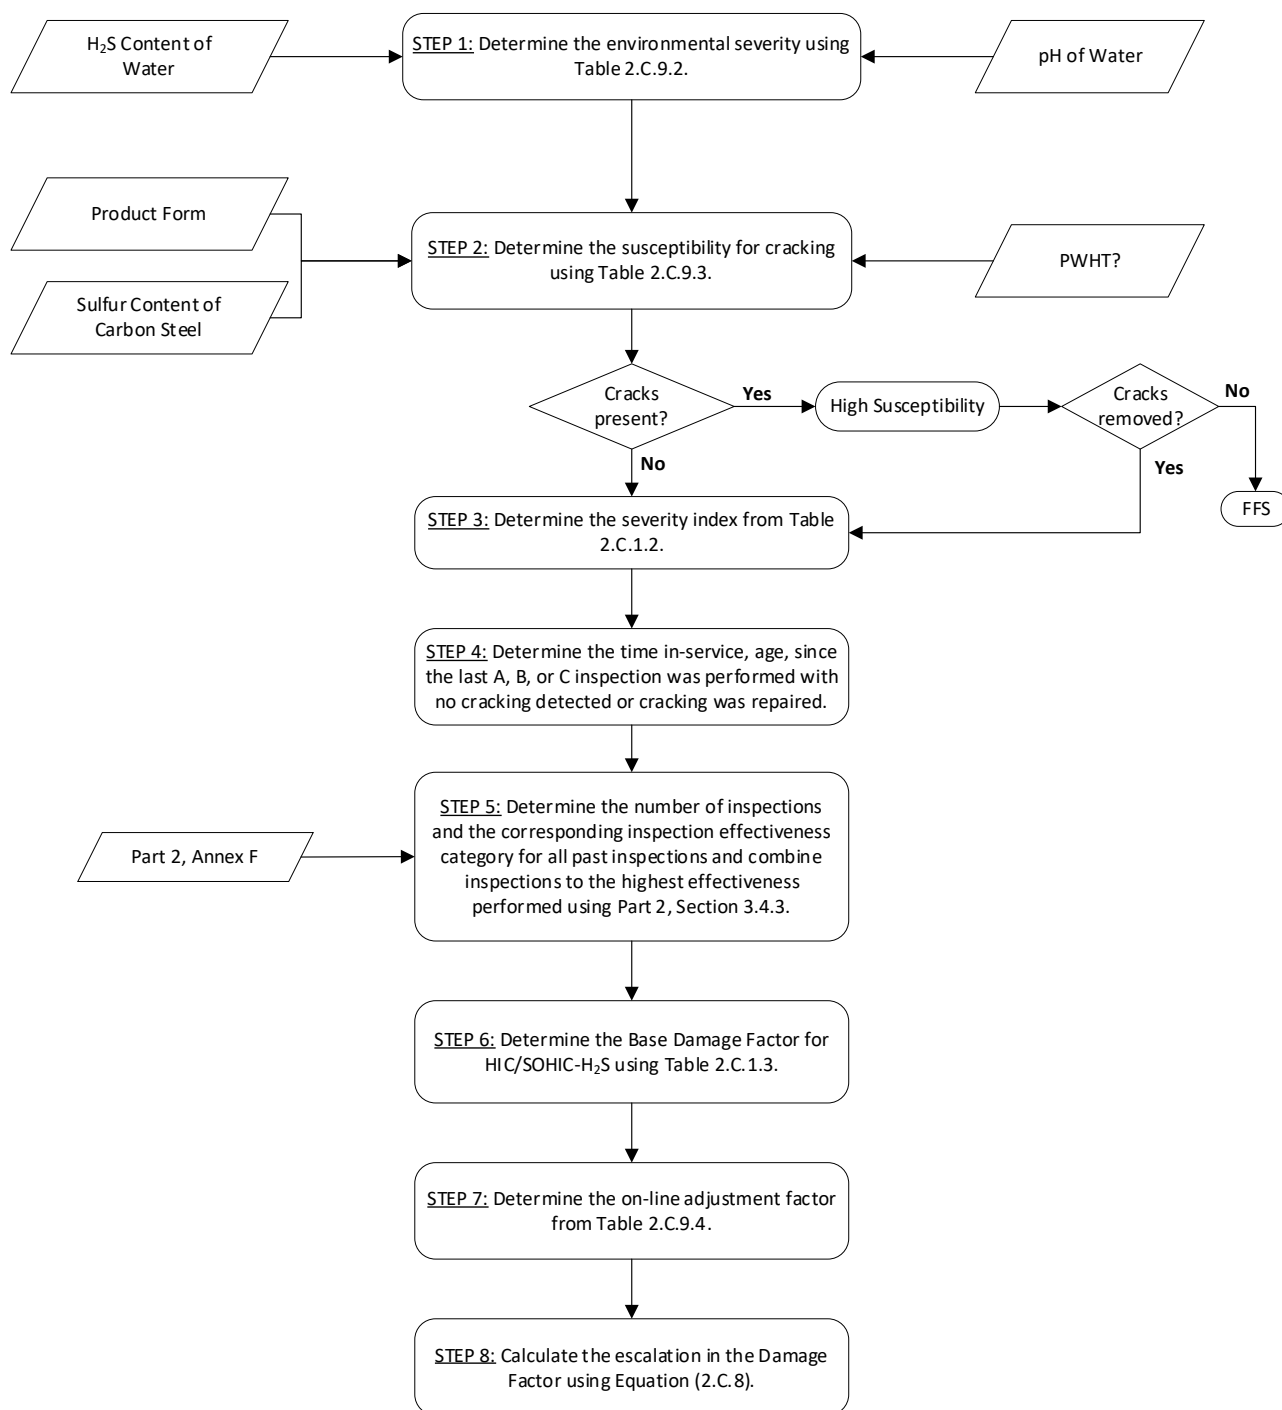 H₂S Content of
Water
STEP 1: Determine the environmental severity using
Table 2.C.9.2.
pH of Water
Product Form
Sulfur Content of
Carbon Steel
STEP 2: Determine the susceptibility for cracking
using Table 2.C.9.3.
PWHT?
Cracks
present?
Yes
High Susceptibility
Cracks
removed?
No
No
Yes
FFS
STEP 3: Determine the severity index from Table
2.C.1.2.
STEP 4: Determine the time in-service, age, since
the last A, B, or C inspection was performed with
no cracking detected or cracking was repaired.
Part 2, Annex F
STEP 5: Determine the number of inspections
and the corresponding inspection effectiveness
category for all past inspections and combine
inspections to the highest effectiveness
performed using Part 2, Section 3.4.3.
STEP 6: Determine the Base Damage Factor for
HIC/SOHIC-H₂S using Table 2.C.1.3.
STEP 7: Determine the on-line adjustment factor
from Table 2.C.9.4.
STEP 8: Calculate the escalation in the Damage
Factor using Equation (2.C.8).